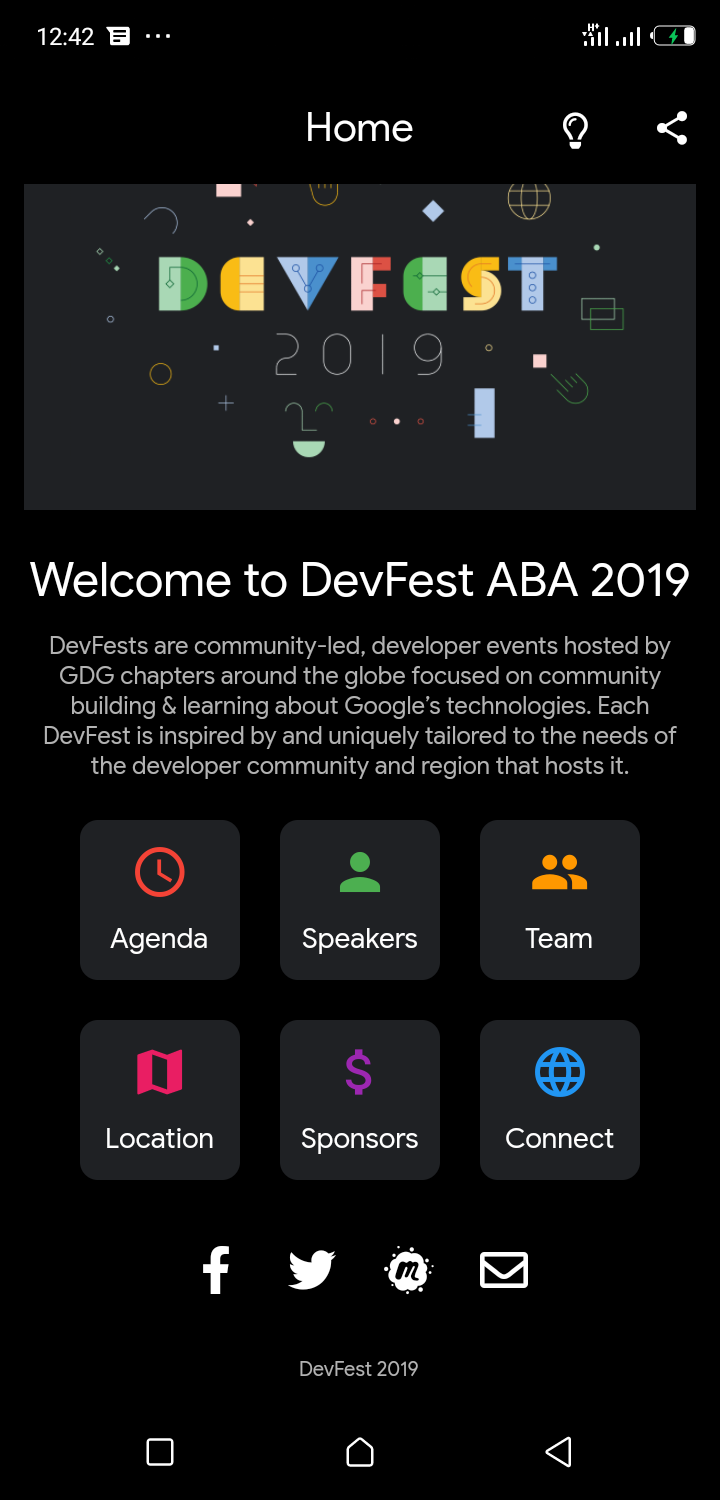 12:42
H+
Home
DEVFEST
2019
Welcome to DevFest ABA 2019
DevFests are community-led, developer events hosted by
GDG chapters around the globe focused on community
building & learning about Google’s technologies. Each
DevFest is inspired by and uniquely tailored to the needs of
the developer community and region that hosts it.
Agenda Speakers Team
Location Sponsors Connect
DevFest 2019